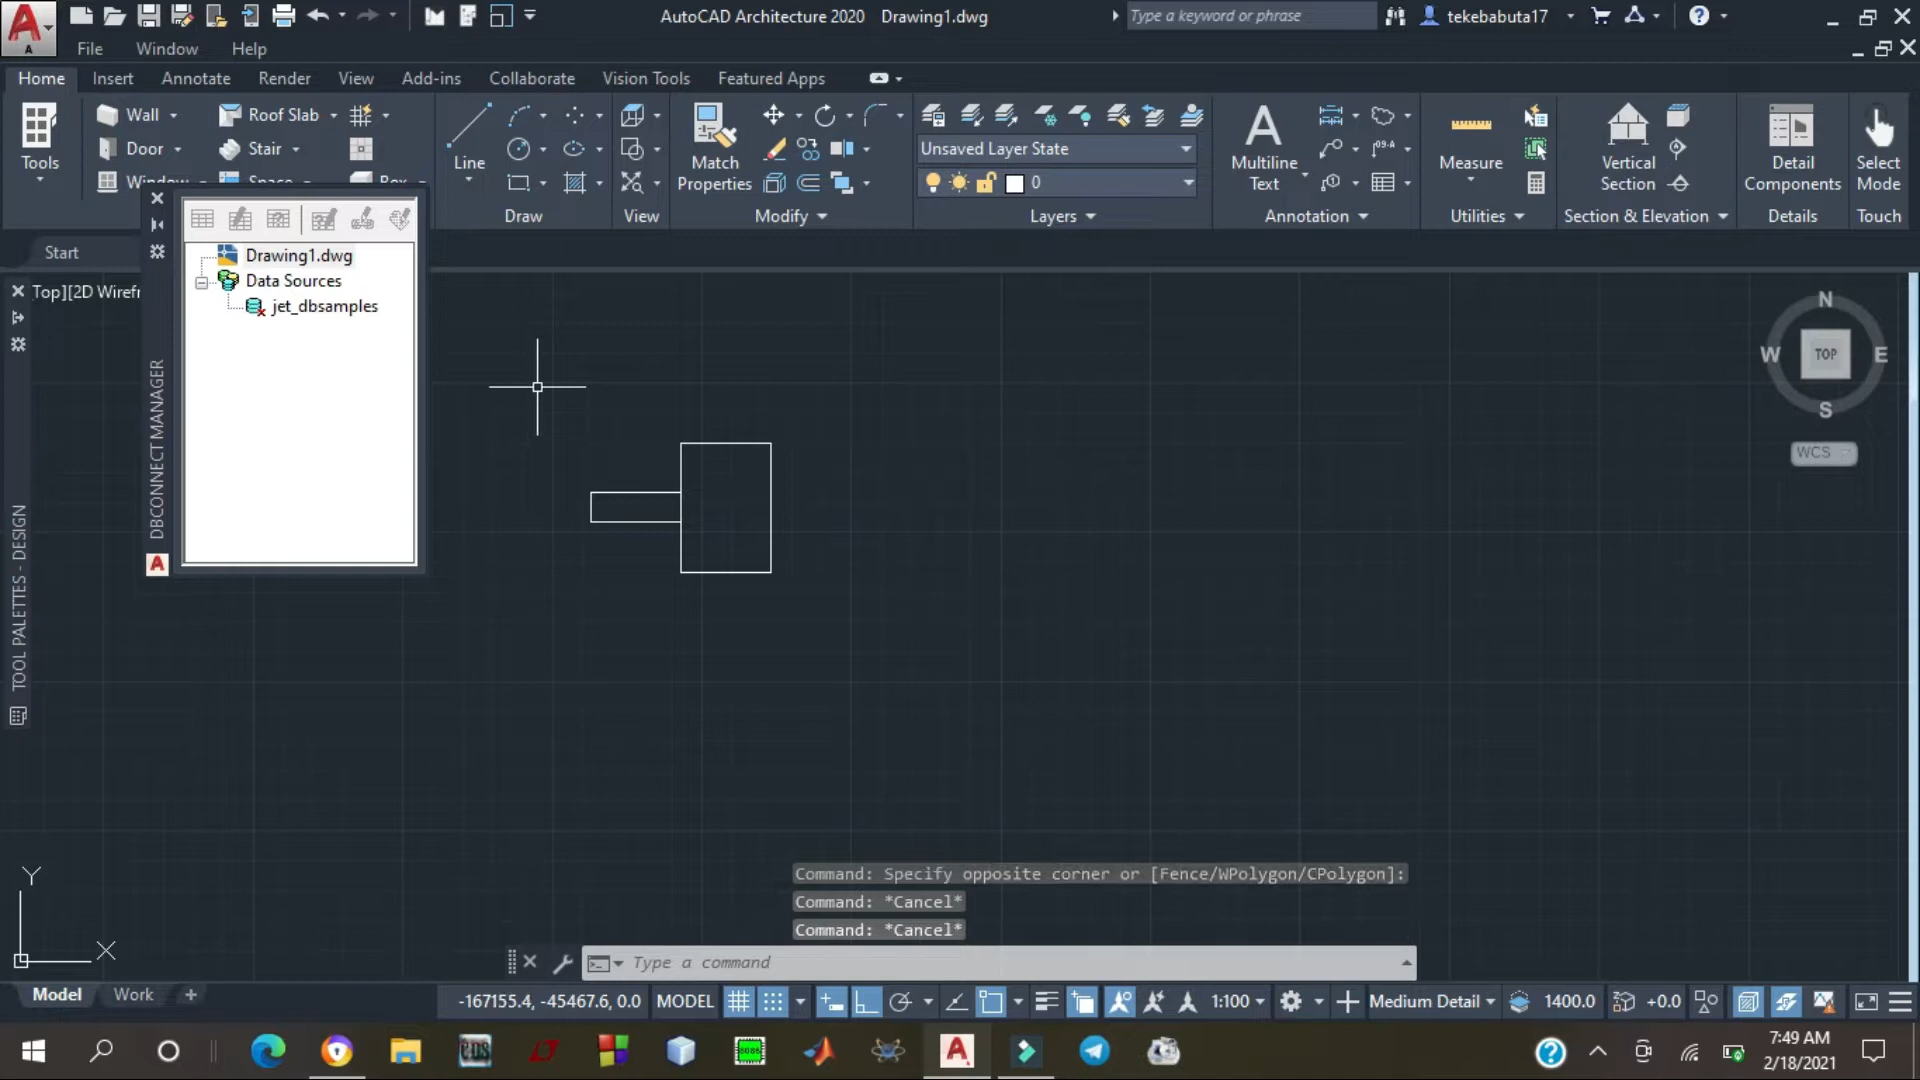 AutoCAD Architecture 2020 Drawing1.dwg
Type a keyword or phrase
tekebabuta17
File Window Help
Home Insert Annotate Render View Add-ins Collaborate Vision Tools Featured Apps
Tools
Wall
Door
Window
Roof Slab
Stair
Space
Box
Line
Draw
View
Match
Properties
Modify
Unsaved Layer State
0
Layers
A
Multiline
Text
Annotation
Measure
Utilities
Vertical
Section
Section & Elevation
Detail
Components
Details
Select
Mode
Touch
Start
Top][2D Wirefr
Drawing1.dwg
Data Sources
jet_dbsamples
DBCONNECT MANAGER
TOOL PALETTES - DESIGN
N
W TOP E
S
WCS
Y
X
Command: Specify opposite corner or [Fence/WPolygon/CPolygon]:
Command: *Cancel*
Command: *Cancel*
Type a command
Model Work +
-167155.4, -45467.6, 0.0 MODEL 1:100 Medium Detail 1400.0 +0.0
7:49 AM
2/18/2021